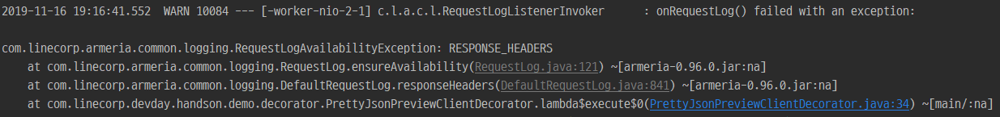 2019-11-16 19:16:41.552  WARN 10084 --- [-worker-nio-2-1] c.l.a.c.l.RequestLogListenerInvoker      : onRequestLog() failed with an exception:
com.linecorp.armeria.common.logging.RequestLogAvailabilityException: RESPONSE_HEADERS
at com.linecorp.armeria.common.logging.RequestLog.ensureAvailability(RequestLog.java:121) ~[armeria-0.96.0.jar:na]
at com.linecorp.armeria.common.logging.DefaultRequestLog.responseHeaders(DefaultRequestLog.java:841) ~[armeria-0.96.0.jar:na]
at com.linecorp.devday.handson.demo.decorator.PrettyJsonPreviewClientDecorator.lambda$execute$0(PrettyJsonPreviewClientDecorator.java:34) ~[main/:na]